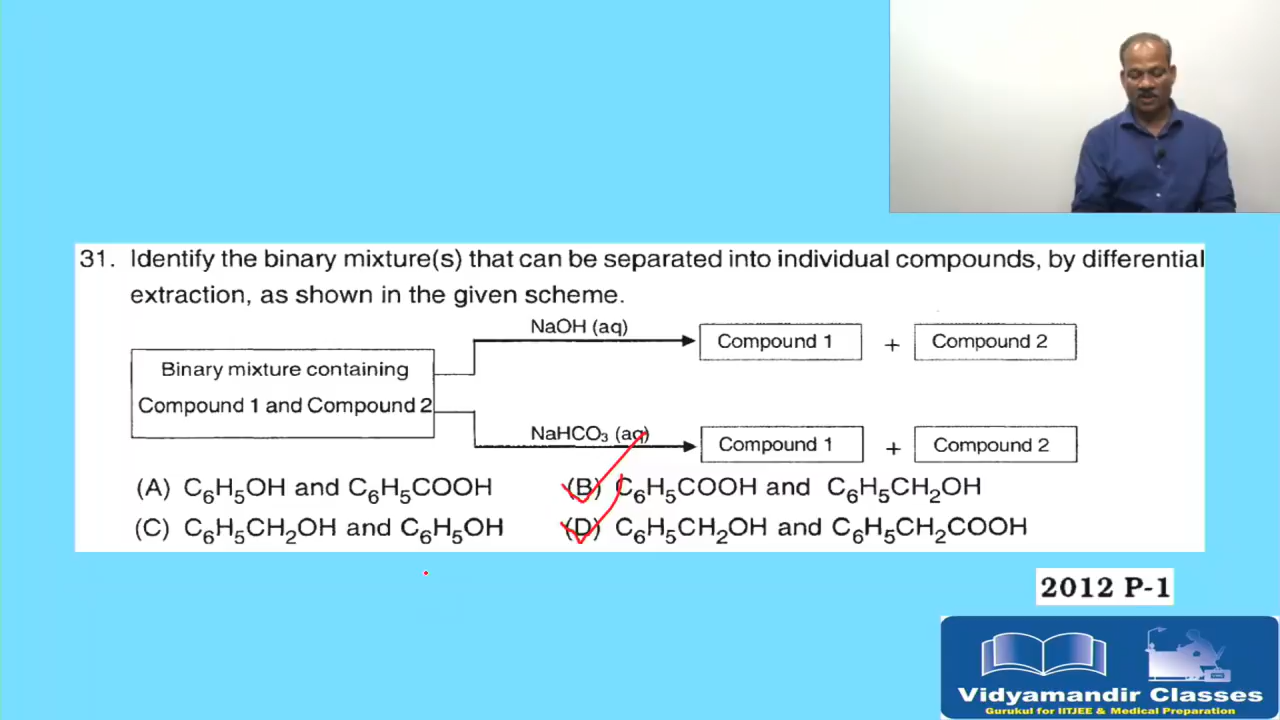 31. Identify the binary mixture(s) that can be separated into individual compounds, by differential
extraction, as shown in the given scheme.
NaOH (aq)
Compound 1 + Compound 2
Binary mixture containing
Compound 1 and Compound 2
NaHCO₃ (aq)
Compound 1 + Compound 2
(A) C₆H₅OH and C₆H₅COOH (B) C₆H₅COOH and C₆H₅CH₂OH
(C) C₆H₅CH₂OH and C₆H₅OH (D) C₆H₅CH₂OH and C₆H₅CH₂COOH
2012 P-1
Vidyamandir Classes
Gurukul for IITJEE & Medical Preparation